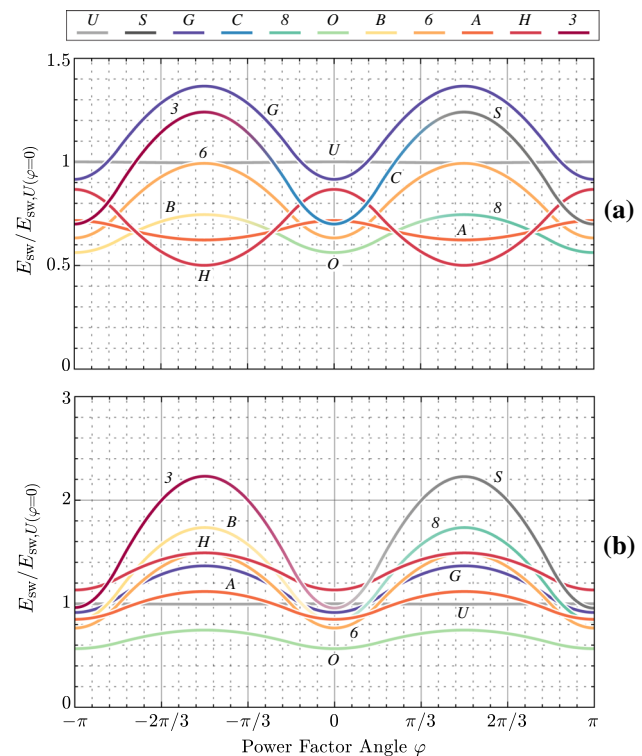 U S G C 8 O B 6 A H 3
1.5
1
0.5
0
E_sw/E_sw,U(φ=0)
3
G
U
S
6
C
B
8
A
H
O
(a)
3
2
1
0
E_sw/E_sw,U(φ=0)
3
S
B
8
H
A
G
U
6
O
(b)
−π −2π/3 −π/3 0 π/3 2π/3 π
Power Factor Angle φ